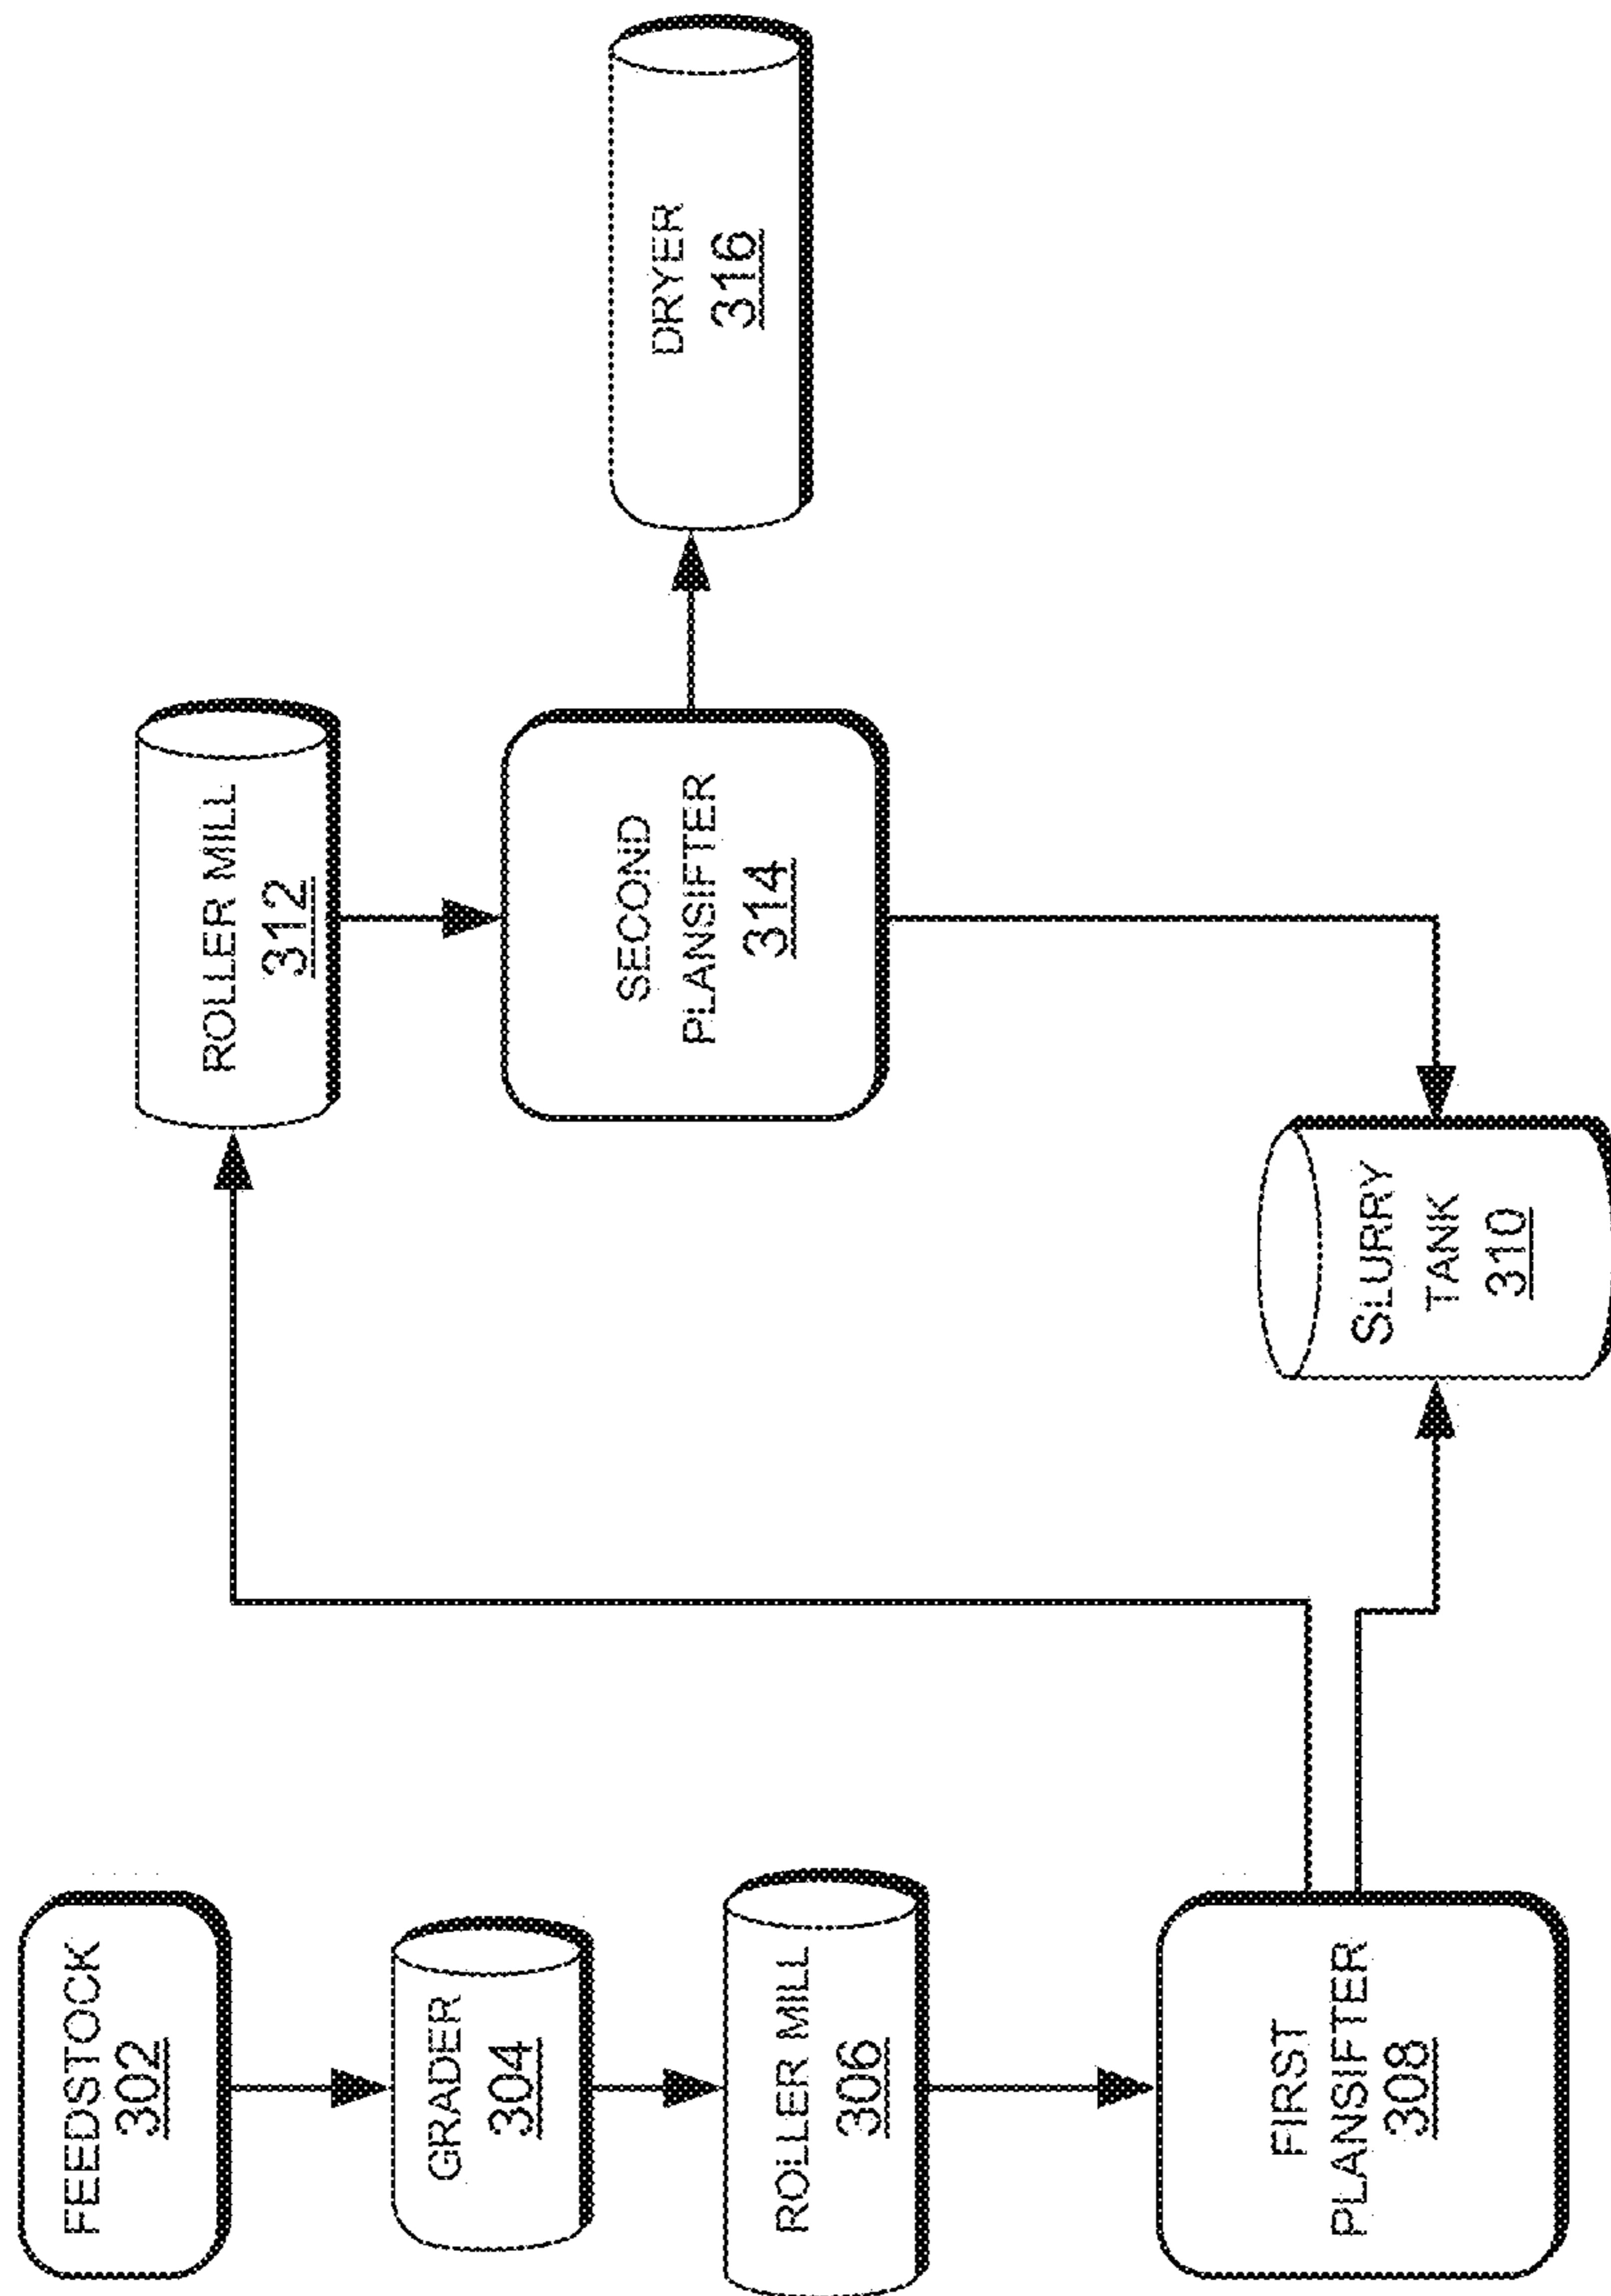 FEEDSTOCK
302
GRADER
304
ROLLER MILL
306
FIRST
PLANSIFTER
308
SLURRY
TANK
310
ROLLER MILL
312
SECOND
PLANSIFTER
314
DRYER
316